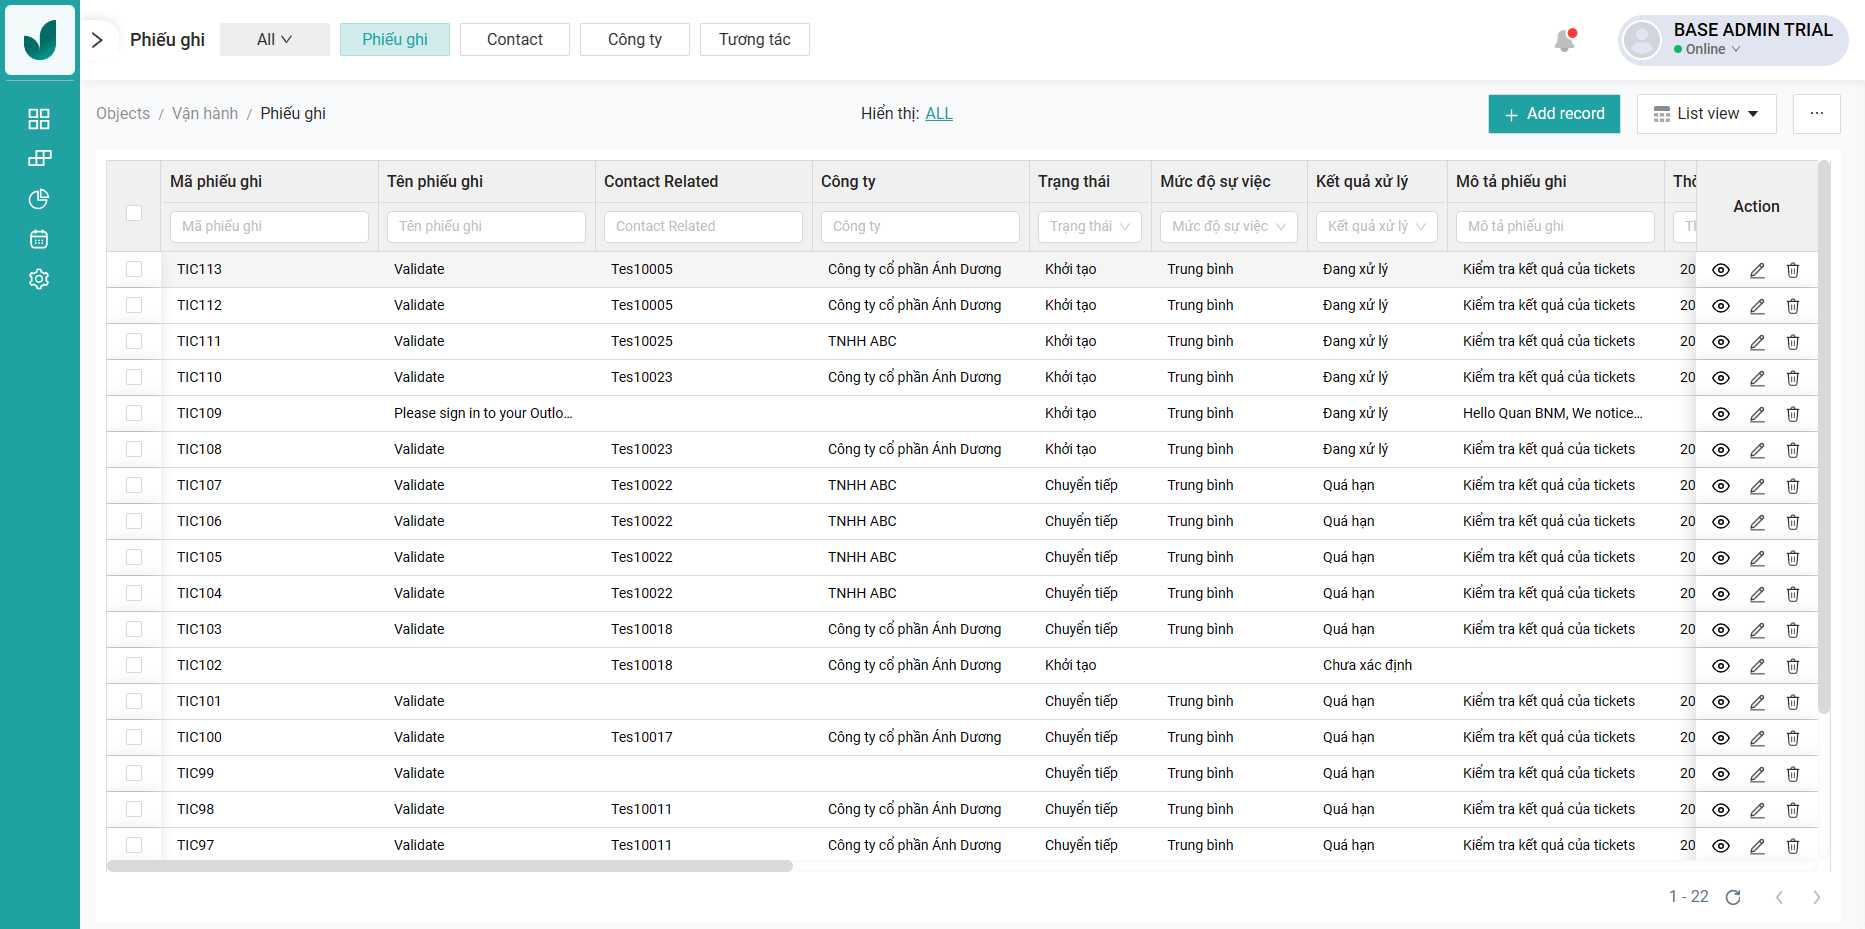 Phiếu ghi
All
Phiếu ghi
Contact
Công ty
Tương tác
BASE ADMIN TRIAL
Online
Objects / Vận hành / Phiếu ghi
Hiển thị: ALL
+ Add record
List view
...
Mã phiếu ghi Tên phiếu ghi Contact Related Công ty Trạng thái Mức độ sự việc Kết quả xử lý Mô tả phiếu ghi Action
Mã phiếu ghi Tên phiếu ghi Contact Related Công ty Trạng thái Mức độ sự việc Kết quả xử lý Mô tả phiếu ghi
TIC113 Validate Tes10005 Công ty cổ phần Ánh Dương Khởi tạo Trung bình Đang xử lý Kiểm tra kết quả của tickets 20
TIC112 Validate Tes10005 Công ty cổ phần Ánh Dương Khởi tạo Trung bình Đang xử lý Kiểm tra kết quả của tickets 20
TIC111 Validate Tes10025 TNHH ABC Khởi tạo Trung bình Đang xử lý Kiểm tra kết quả của tickets 20
TIC110 Validate Tes10023 Công ty cổ phần Ánh Dương Khởi tạo Trung bình Đang xử lý Kiểm tra kết quả của tickets 20
TIC109 Please sign in to your Outlo... Khởi tạo Trung bình Đang xử lý Hello Quan BNM, We notice...
TIC108 Validate Tes10023 Công ty cổ phần Ánh Dương Khởi tạo Trung bình Đang xử lý Kiểm tra kết quả của tickets 20
TIC107 Validate Tes10022 TNHH ABC Chuyển tiếp Trung bình Quá hạn Kiểm tra kết quả của tickets 20
TIC106 Validate Tes10022 TNHH ABC Chuyển tiếp Trung bình Quá hạn Kiểm tra kết quả của tickets 20
TIC105 Validate Tes10022 TNHH ABC Chuyển tiếp Trung bình Quá hạn Kiểm tra kết quả của tickets 20
TIC104 Validate Tes10022 TNHH ABC Chuyển tiếp Trung bình Quá hạn Kiểm tra kết quả của tickets 20
TIC103 Validate Tes10018 Công ty cổ phần Ánh Dương Chuyển tiếp Trung bình Quá hạn Kiểm tra kết quả của tickets 20
TIC102 Tes10018 Công ty cổ phần Ánh Dương Khởi tạo Chưa xác định
TIC101 Validate Chuyển tiếp Trung bình Quá hạn Kiểm tra kết quả của tickets 20
TIC100 Validate Tes10017 Công ty cổ phần Ánh Dương Chuyển tiếp Trung bình Quá hạn Kiểm tra kết quả của tickets 20
TIC99 Validate Chuyển tiếp Trung bình Quá hạn Kiểm tra kết quả của tickets 20
TIC98 Validate Tes10011 Công ty cổ phần Ánh Dương Chuyển tiếp Trung bình Quá hạn Kiểm tra kết quả của tickets 20
TIC97 Validate Tes10011 Công ty cổ phần Ánh Dương Chuyển tiếp Trung bình Quá hạn Kiểm tra kết quả của tickets 20
1 - 22